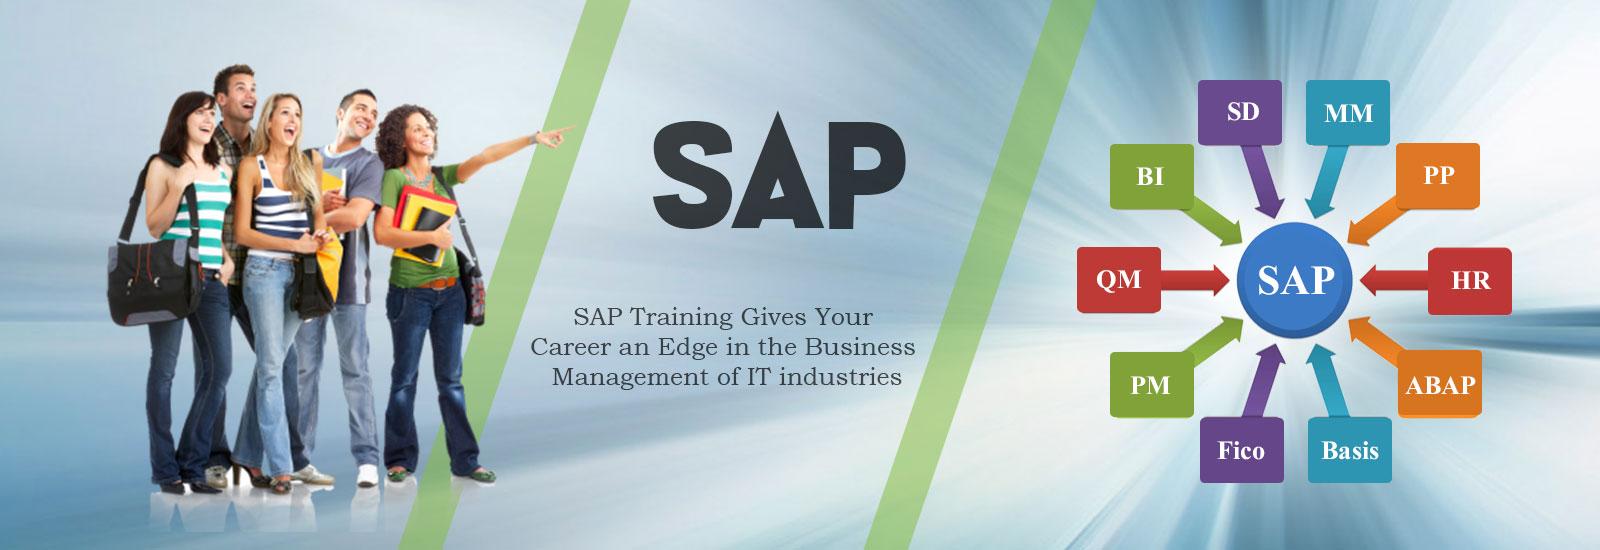 SAP
SAP Training Gives Your
Career an Edge in the Business
Management of IT industries
SD
MM
BI
PP
QM
SAP
HR
PM
ABAP
Fico
Basis